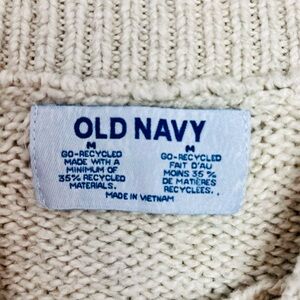 OLD NAVY
M
GO-RECYCLED
MADE WITH A
MINIMUM OF
35% RECYCLED
MATERIALS.
M
GO-RECYCLED
FAIT D'AU
MOINS 35 %
DE MATIÈRES
RECYCLÉES.
MADE IN VIETNAM